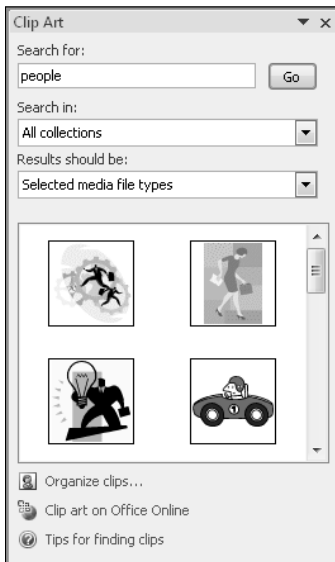 Clip Art
Search for:
people
Go
Search in:
All collections
Results should be:
Selected media file types
1
Organize clips...
Clip art on Office Online
Tips for finding clips